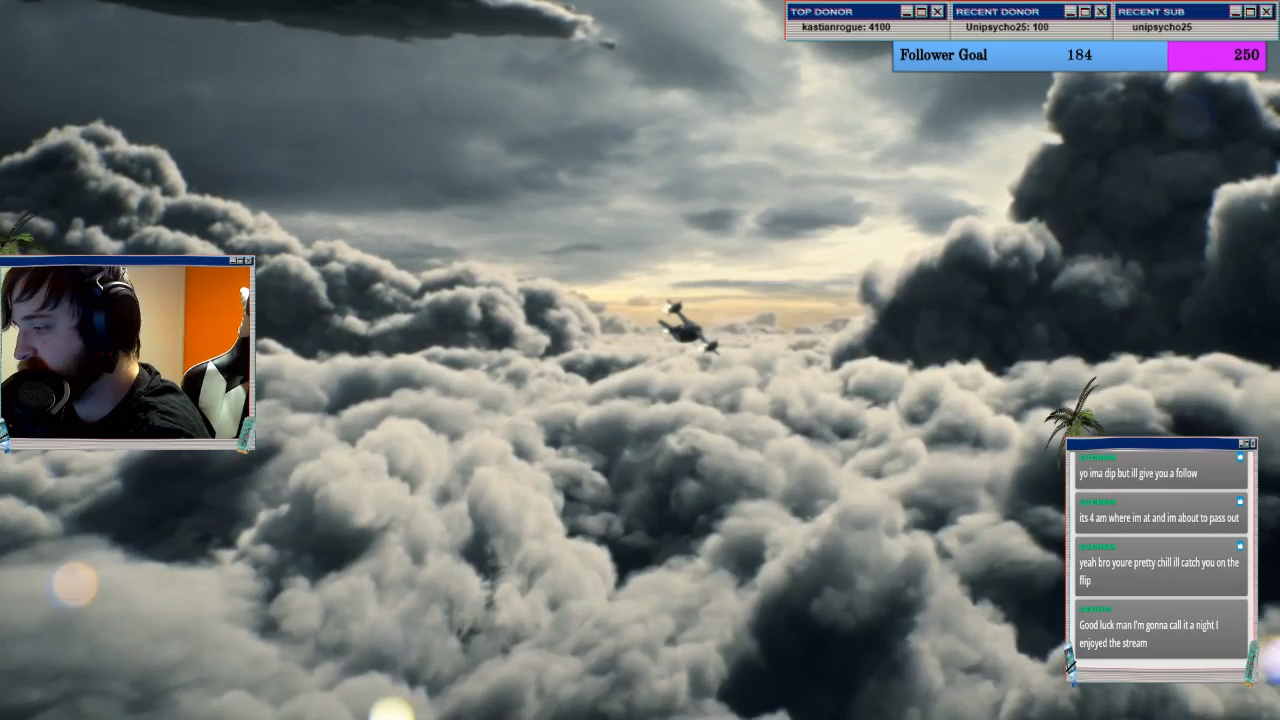 TOP DONOR
RECENT DONOR
RECENT SUB
kastianrogue: 4100
Unipsycho25: 100
unipsycho25
Follower Goal 184 250
yo ima dip but ill give you a follow
its 4 am where im at and im about to pass out
yeah bro youre pretty chill ill catch you on the
flip
Good luck man I'm gonna call it a night I
enjoyed the stream